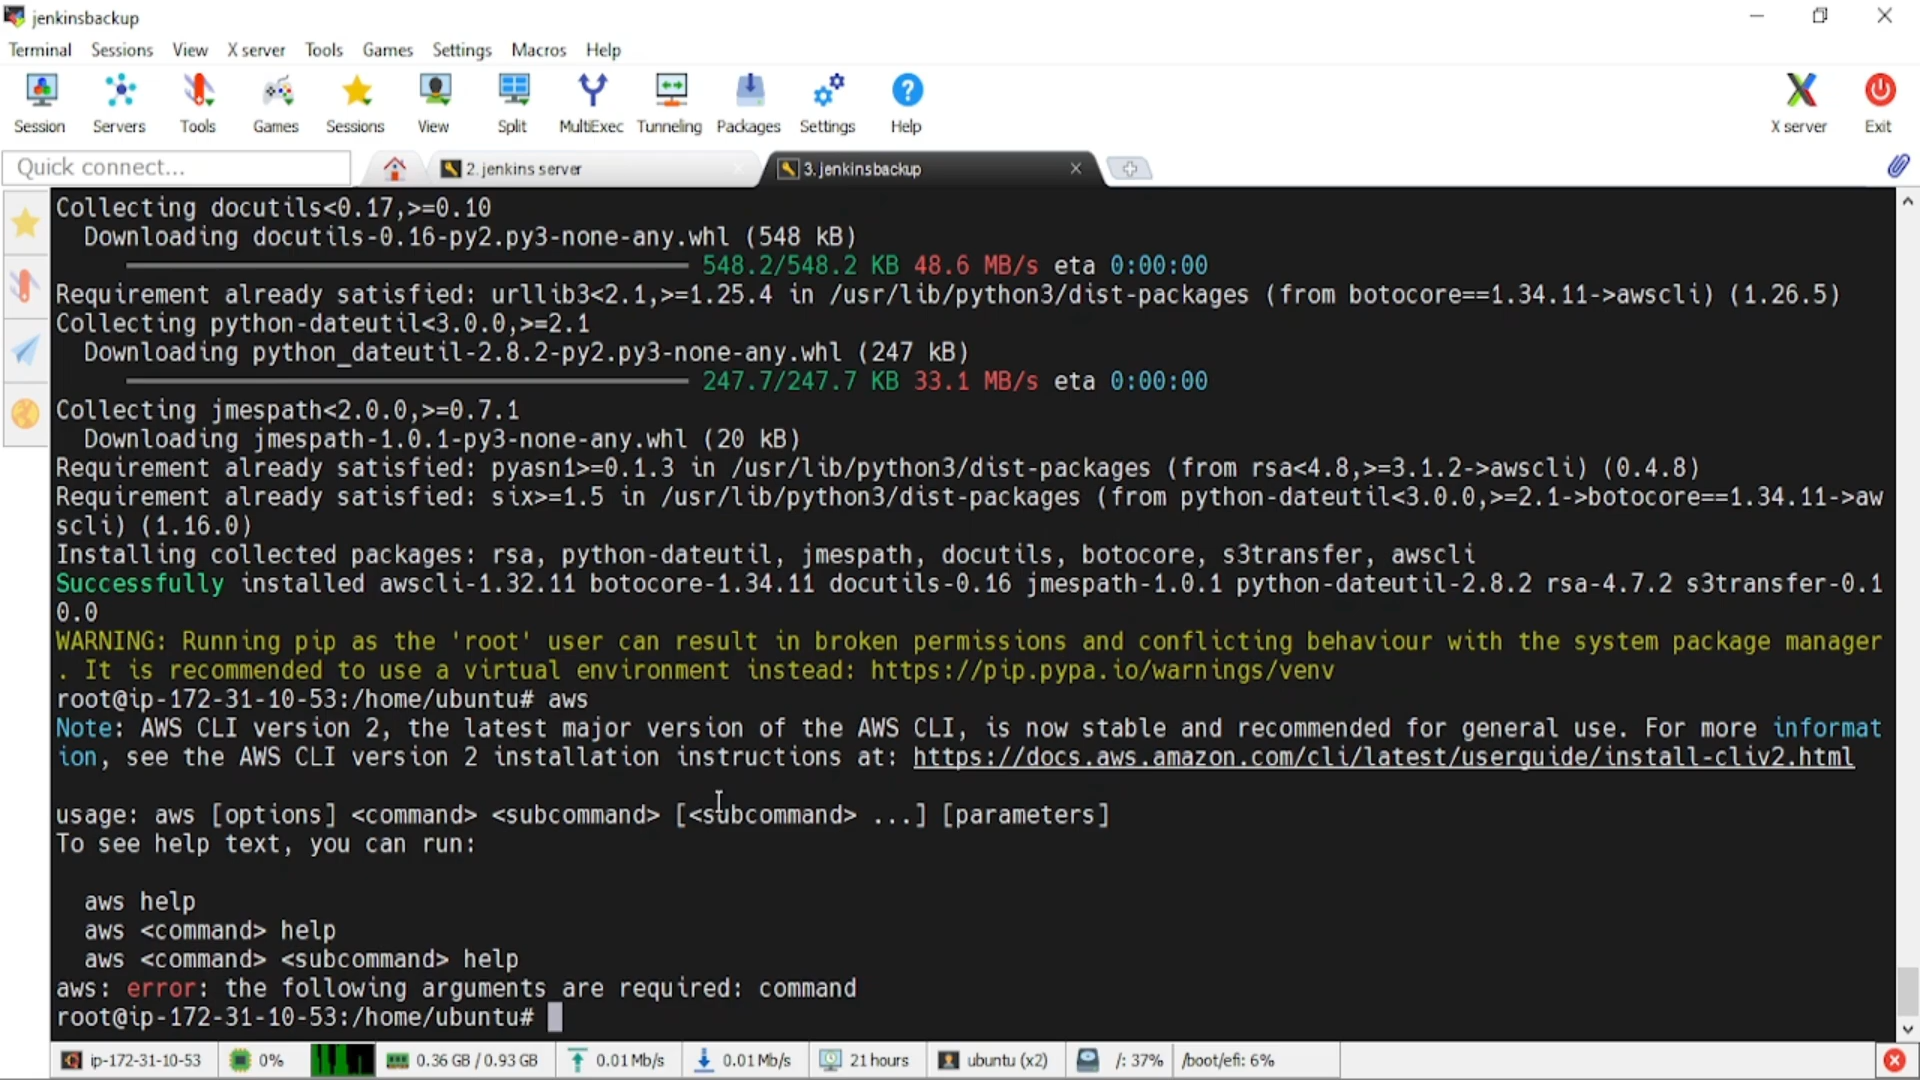 jenkinsbackup
Terminal Sessions View X server Tools Games Settings Macros Help
Session Servers Tools Games Sessions View Split MultiExec Tunneling Packages Settings Help X server Exit
Quick connect... 2. jenkins server 3. jenkinsbackup
Collecting docutils<0.17,>=0.10
Downloading docutils-0.16-py2.py3-none-any.whl (548 kB)
548.2/548.2 KB 48.6 MB/s eta 0:00:00
Requirement already satisfied: urllib3<2.1,>=1.25.4 in /usr/lib/python3/dist-packages (from botocore==1.34.11->awscli) (1.26.5)
Collecting python-dateutil<3.0.0,>=2.1
Downloading python_dateutil-2.8.2-py2.py3-none-any.whl (247 kB)
247.7/247.7 KB 33.1 MB/s eta 0:00:00
Collecting jmespath<2.0.0,>=0.7.1
Downloading jmespath-1.0.1-py3-none-any.whl (20 kB)
Requirement already satisfied: pyasn1>=0.1.3 in /usr/lib/python3/dist-packages (from rsa<4.8,>=3.1.2->awscli) (0.4.8)
Requirement already satisfied: six>=1.5 in /usr/lib/python3/dist-packages (from python-dateutil<3.0.0,>=2.1->botocore==1.34.11->aw
scli) (1.16.0)
Installing collected packages: rsa, python-dateutil, jmespath, docutils, botocore, s3transfer, awscli
Successfully installed awscli-1.32.11 botocore-1.34.11 docutils-0.16 jmespath-1.0.1 python-dateutil-2.8.2 rsa-4.7.2 s3transfer-0.1
0.0
WARNING: Running pip as the 'root' user can result in broken permissions and conflicting behaviour with the system package manager
. It is recommended to use a virtual environment instead: https://pip.pypa.io/warnings/venv
root@ip-172-31-10-53:/home/ubuntu# aws
Note: AWS CLI version 2, the latest major version of the AWS CLI, is now stable and recommended for general use. For more informat
ion, see the AWS CLI version 2 installation instructions at: https://docs.aws.amazon.com/cli/latest/userguide/install-cliv2.html
usage: aws [options] <command> <subcommand> [<subcommand> ...] [parameters]
To see help text, you can run:
aws help
aws <command> help
aws <command> <subcommand> help
aws: error: the following arguments are required: command
root@ip-172-31-10-53:/home/ubuntu#
ip-172-31-10-53 0% 0.36 GB / 0.93 GB 0.01 Mb/s 0.01 Mb/s 21 hours ubuntu (x2) /: 37% /boot/efi: 6%